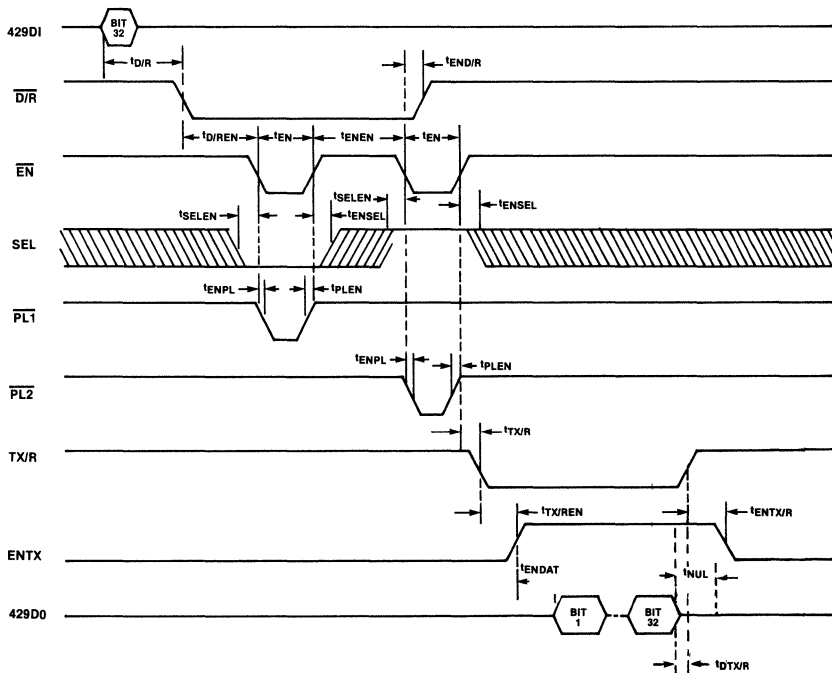 429DI
BIT 32
tD/R
tEND/R
D/R
tD/REN
tEN
tENEN
tEN
EN
tSELEN
tENSEL
tSELEN
tENSEL
SEL
tENPL
tPLEN
PL1
tENPL
tPLEN
PL2
tTX/R
TX/R
tTX/REN
tENTX/R
ENTX
tENDAT
tNUL
429D0
BIT 1
BIT 32
tDTX/R